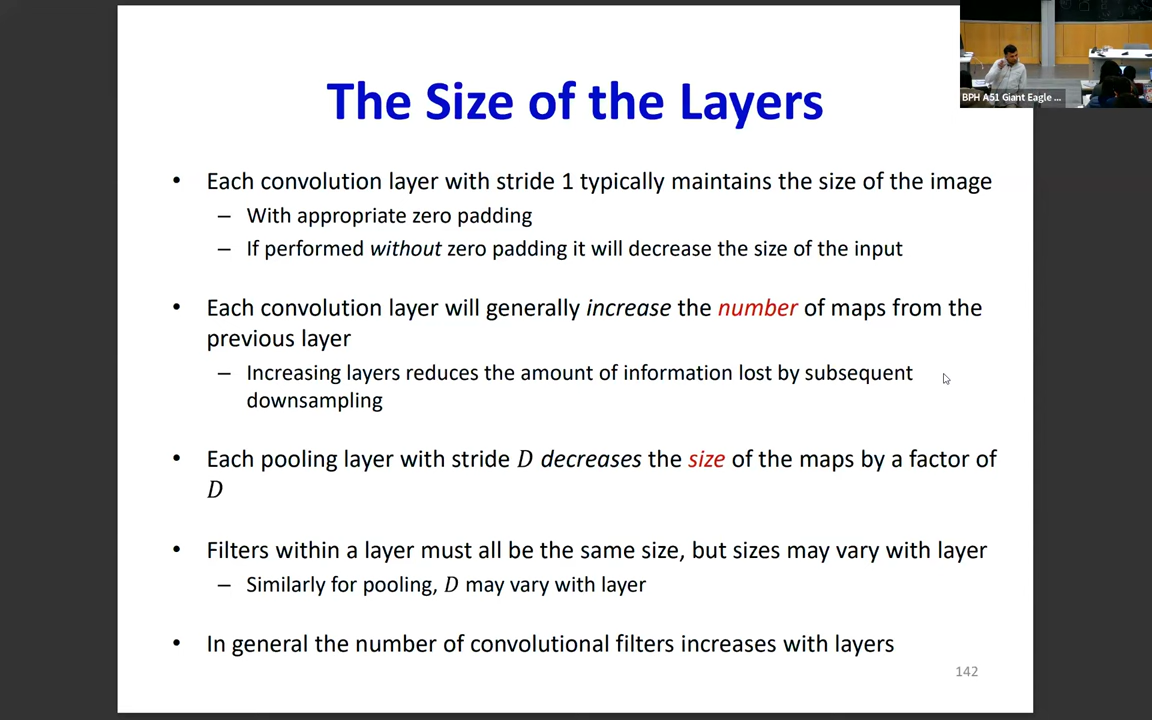 BPH A51 Giant Eagle ...
The Size of the Layers
• Each convolution layer with stride 1 typically maintains the size of the image
– With appropriate zero padding
– If performed without zero padding it will decrease the size of the input
• Each convolution layer will generally increase the number of maps from the
previous layer
– Increasing layers reduces the amount of information lost by subsequent
downsampling
• Each pooling layer with stride D decreases the size of the maps by a factor of
D
• Filters within a layer must all be the same size, but sizes may vary with layer
– Similarly for pooling, D may vary with layer
• In general the number of convolutional filters increases with layers
142